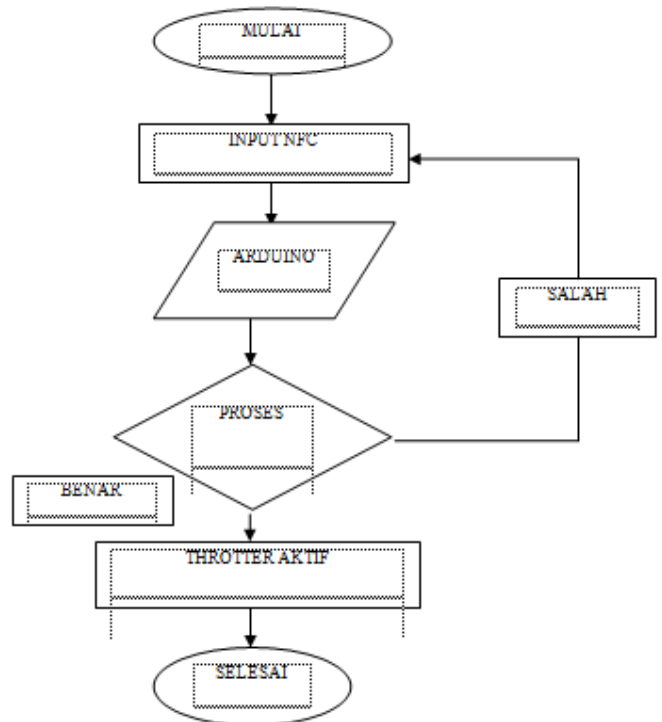 MULAI
INPUT NFC
ARDUINO
SALAH
PROSES
BENAR
THROTTER AKTIF
SELESAI